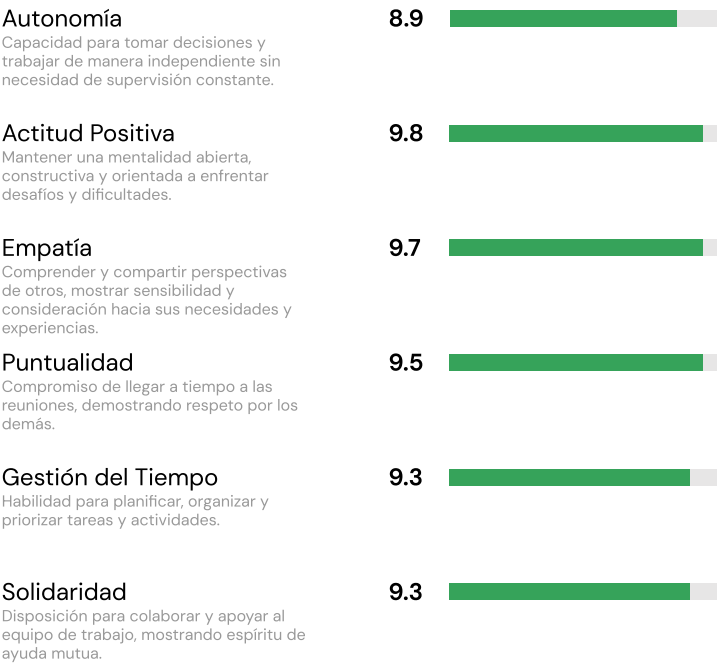 Autonomía 8.9
Capacidad para tomar decisiones y
trabajar de manera independiente sin
necesidad de supervisión constante.
Actitud Positiva 9.8
Mantener una mentalidad abierta,
constructiva y orientada a enfrentar
desafíos y dificultades.
Empatía 9.7
Comprender y compartir perspectivas
de otros, mostrar sensibilidad y
consideración hacia sus necesidades y
experiencias.
Puntualidad 9.5
Compromiso de llegar a tiempo a las
reuniones, demostrando respeto por los
demás.
Gestión del Tiempo 9.3
Habilidad para planificar, organizar y
priorizar tareas y actividades.
Solidaridad 9.3
Disposición para colaborar y apoyar al
equipo de trabajo, mostrando espíritu de
ayuda mutua.